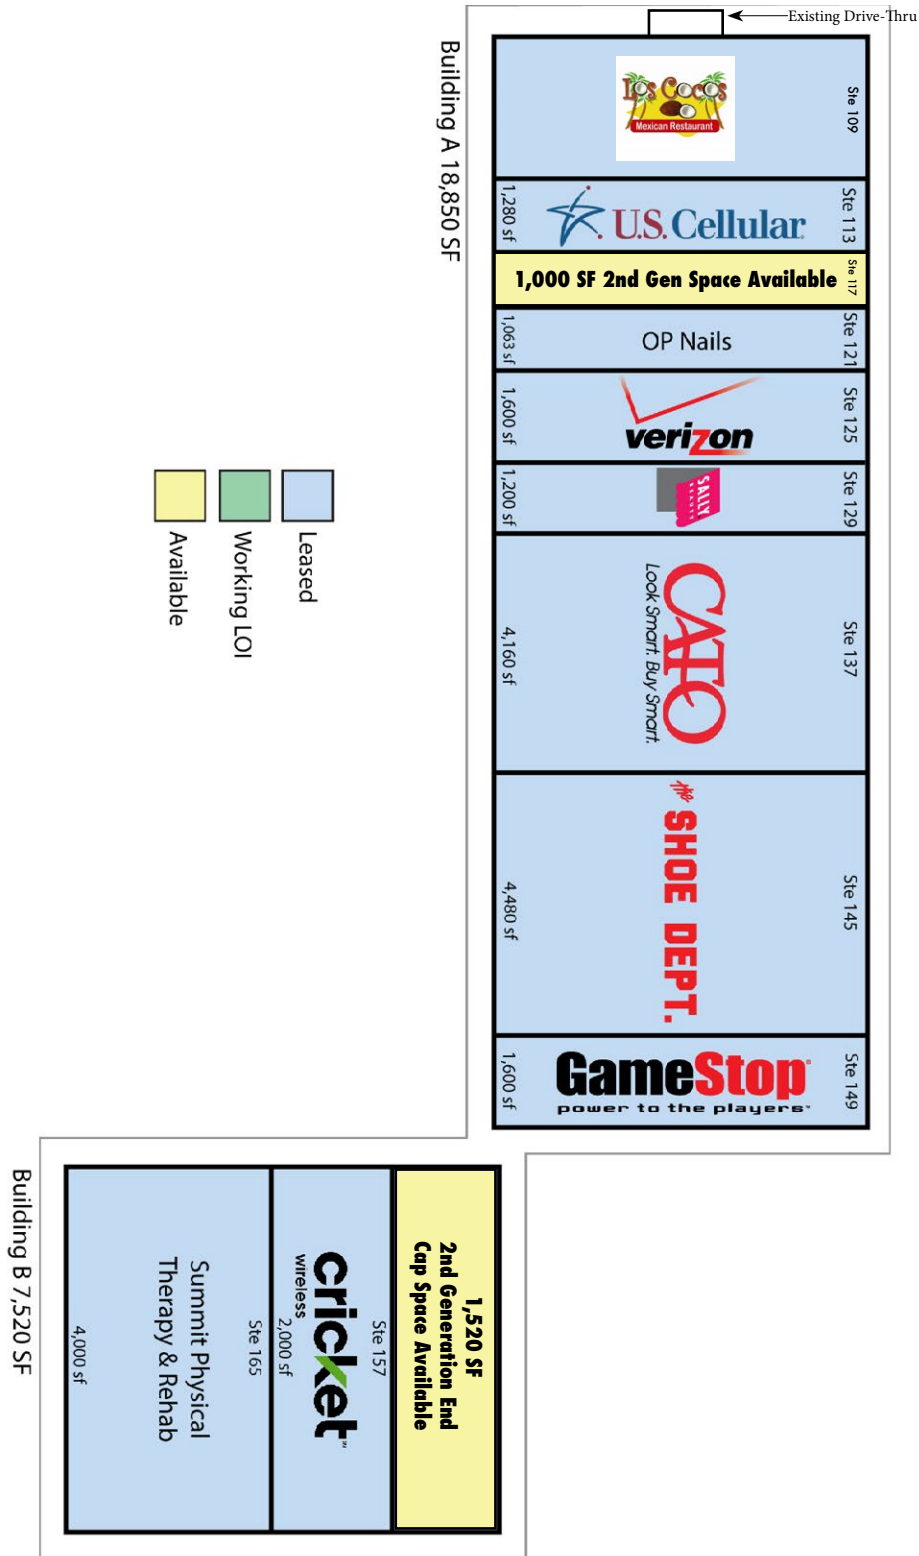 Existing Drive-Thru
Building A 18,850 SF
Los Cocos
Mexican Restaurant
Ste 109
1,280 sf
U.S. Cellular
Ste 113
1,000 SF 2nd Gen Space Available
Ste 117
1,063 sf
OP Nails
Ste 121
1,600 sf
verizon
Ste 125
1,200 sf
SALLY
BEAUTY
Ste 129
4,160 sf
CATO
Look Smart. Buy Smart.
Ste 137
4,480 sf
the SHOE DEPT.
Ste 145
1,600 sf
GameStop
power to the players™
Ste 149
Leased
Working LOI
Available
Building B 7,520 SF
1,520 SF
2nd Generation End
Cap Space Available
Ste 157
cricket™
wireless
2,000 sf
Ste 165
Summit Physical
Therapy & Rehab
4,000 sf